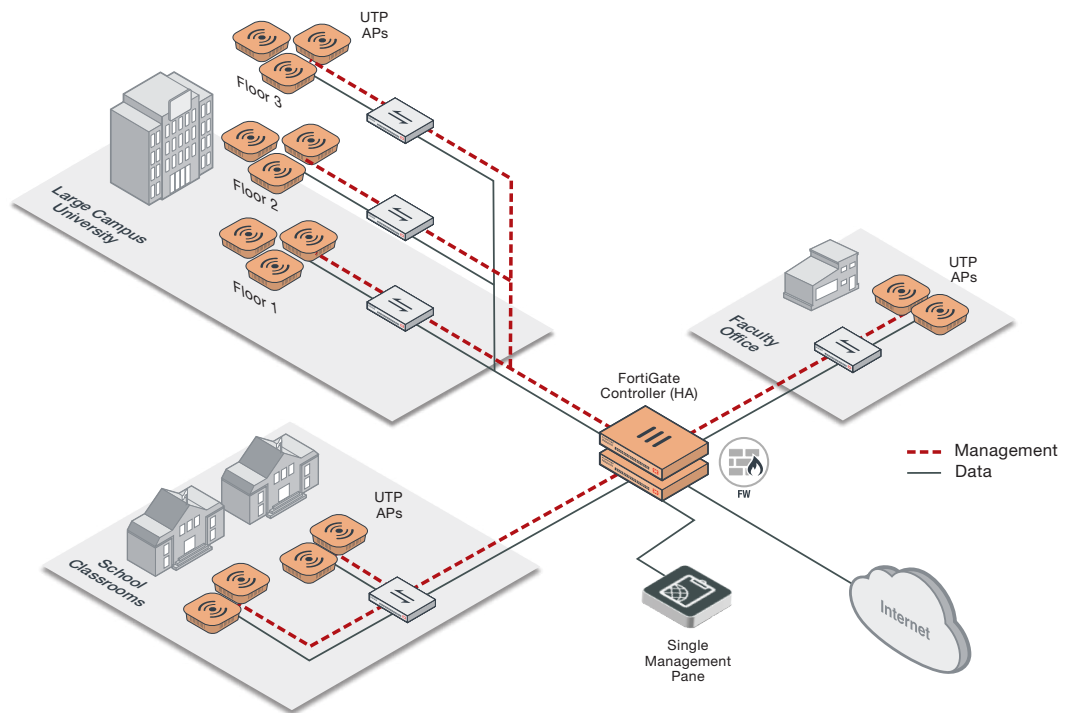 UTP
APs
Floor 3
Floor 2
Floor 1
Large Campus
University
UTP
APs
Faculty
Office
FortiGate
Controller (HA)
FW
Management
Data
UTP
APs
School
Classrooms
Single
Management
Pane
Internet